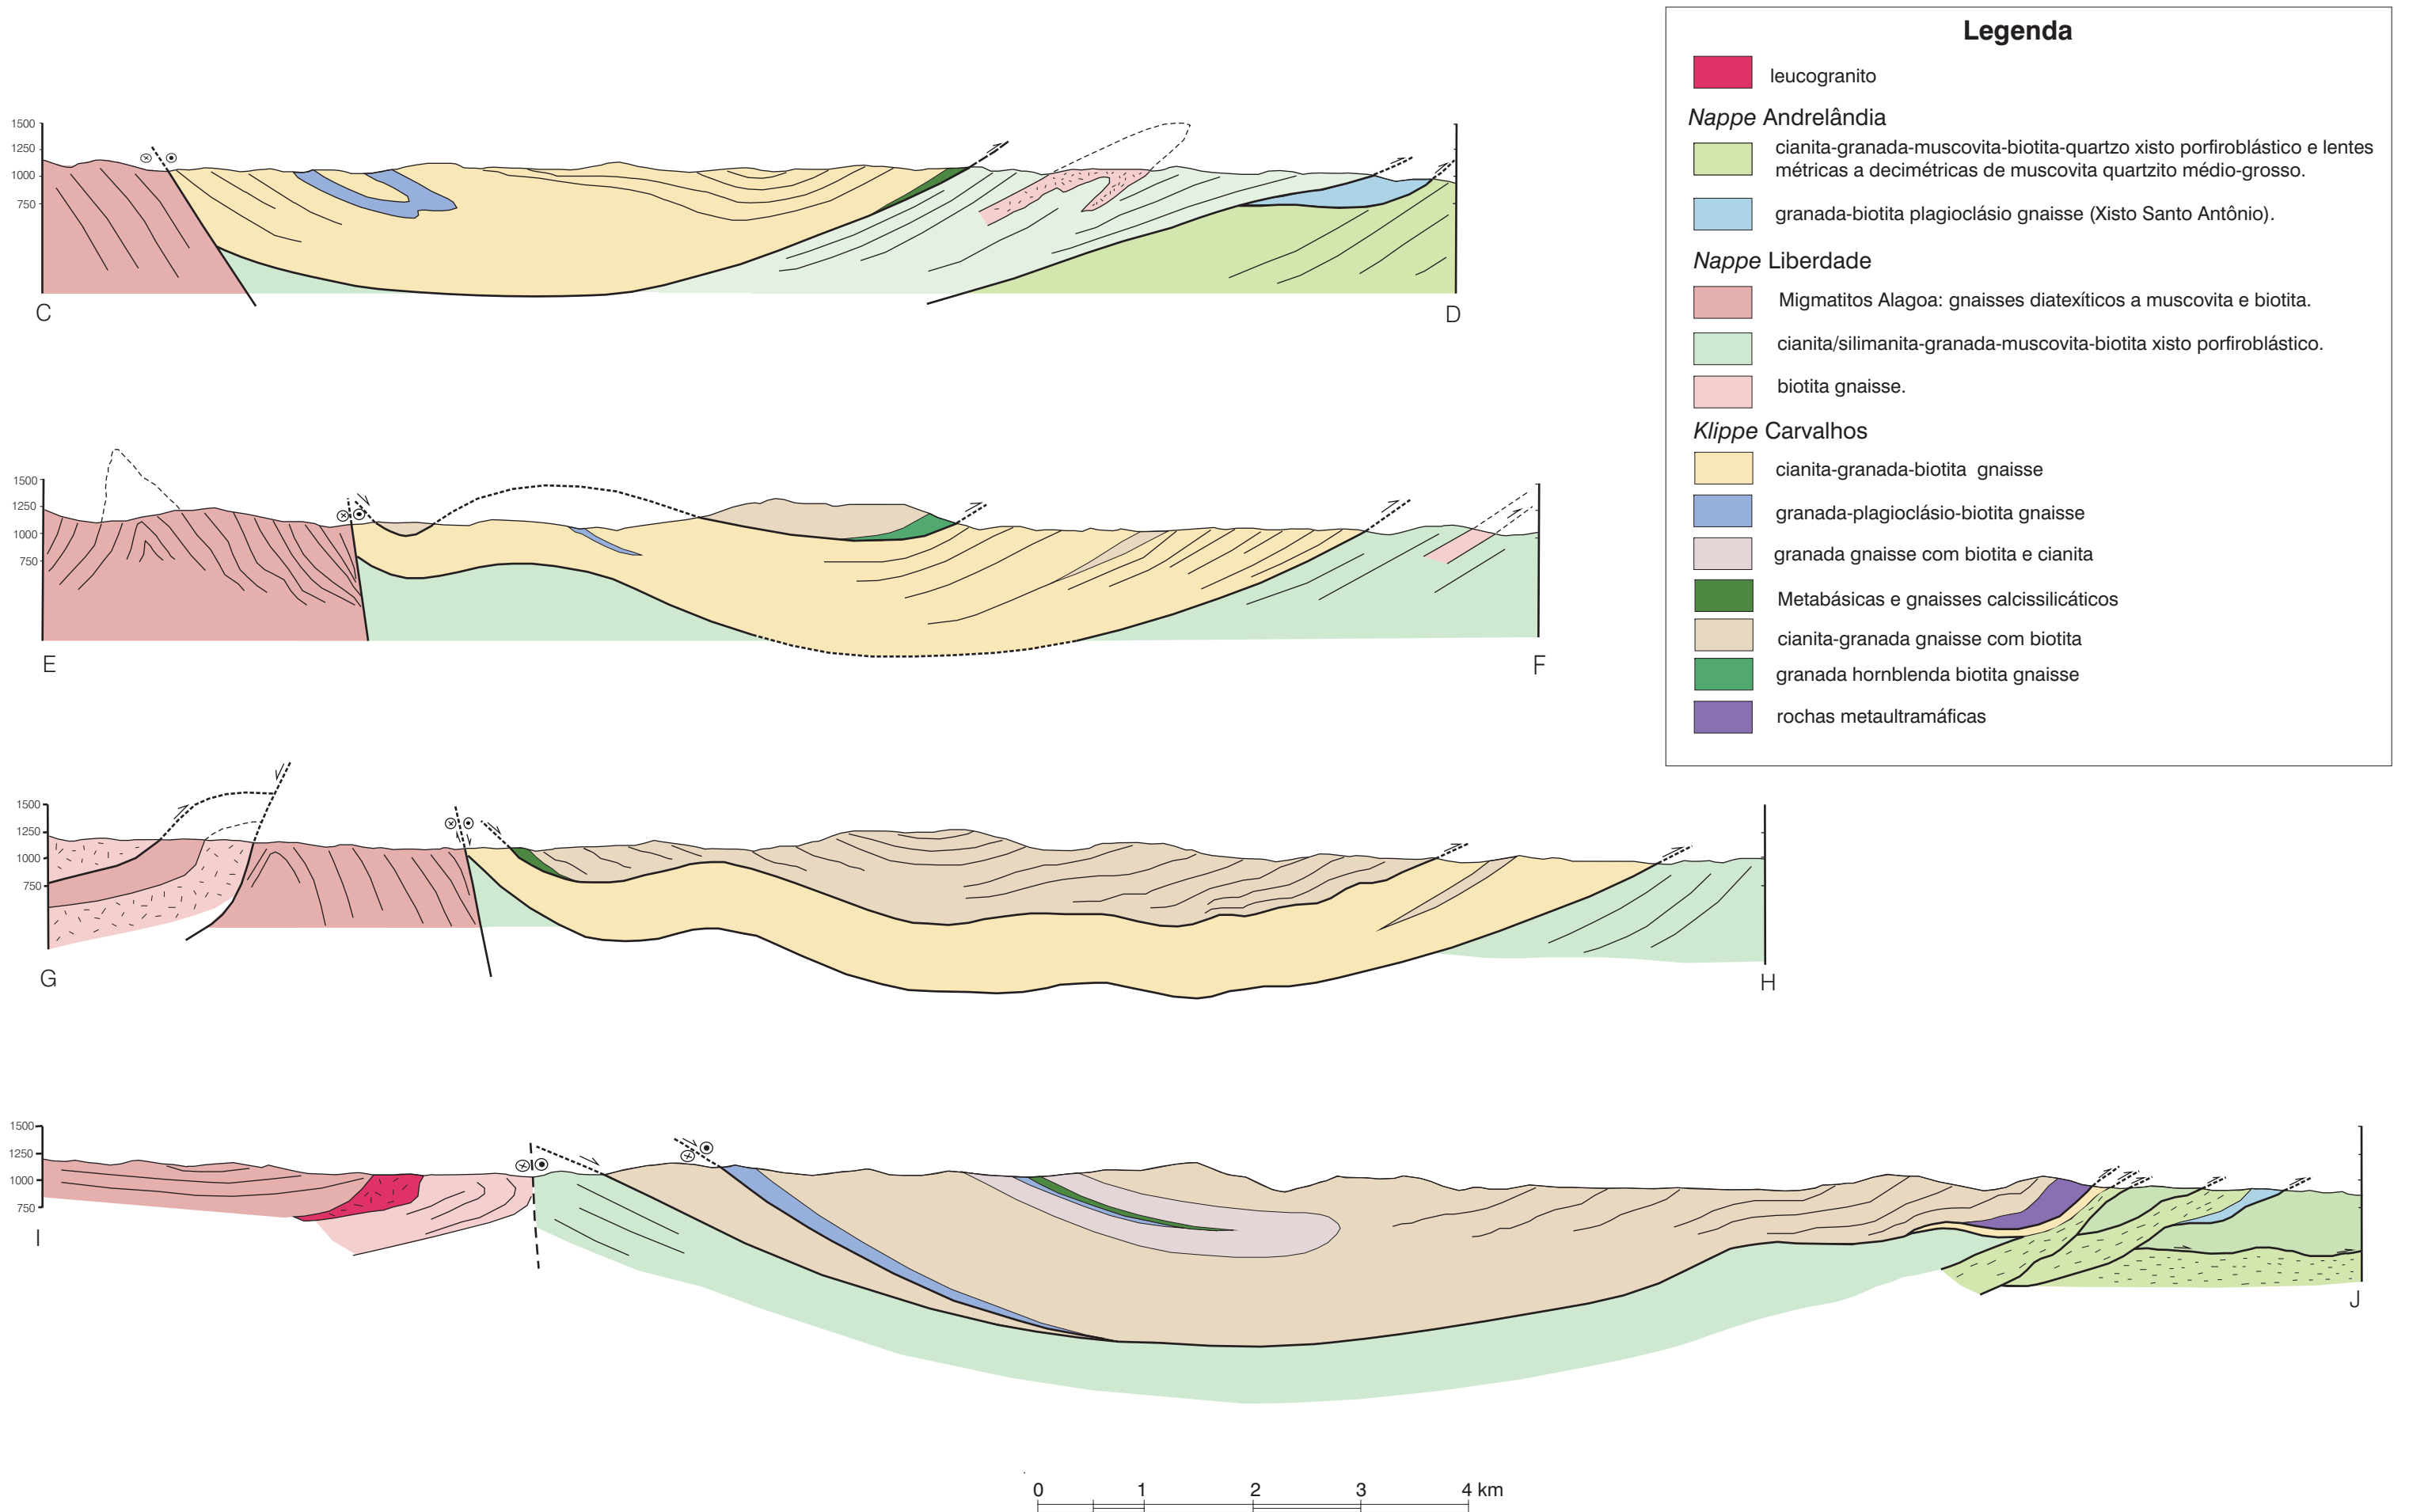 Legenda
leucogranito
Nappe Andrelândia
cianita-granada-muscovita-biotita-quartzo xisto porfiroblástico e lentes
métricas a decimétricas de muscovita quartzito médio-grosso.
granada-biotita plagioclásio gnaisse (Xisto Santo Antônio).
Nappe Liberdade
Migmatitos Alagoa: gnaisses diatexíticos a muscovita e biotita.
cianita/silimanita-granada-muscovita-biotita xisto porfiroblástico.
biotita gnaisse.
Klippe Carvalhos
cianita-granada-biotita gnaisse
granada-plagioclásio-biotita gnaisse
granada gnaisse com biotita e cianita
Metabásicas e gnaisses calcissilicáticos
cianita-granada gnaisse com biotita
granada hornblenda biotita gnaisse
rochas metaultramáficas
1500
1250
1000
750
C D
1500
1250
1000
750
E F
1500
1250
1000
750
G H
1500
1250
1000
750
I J
0 1 2 3 4 km